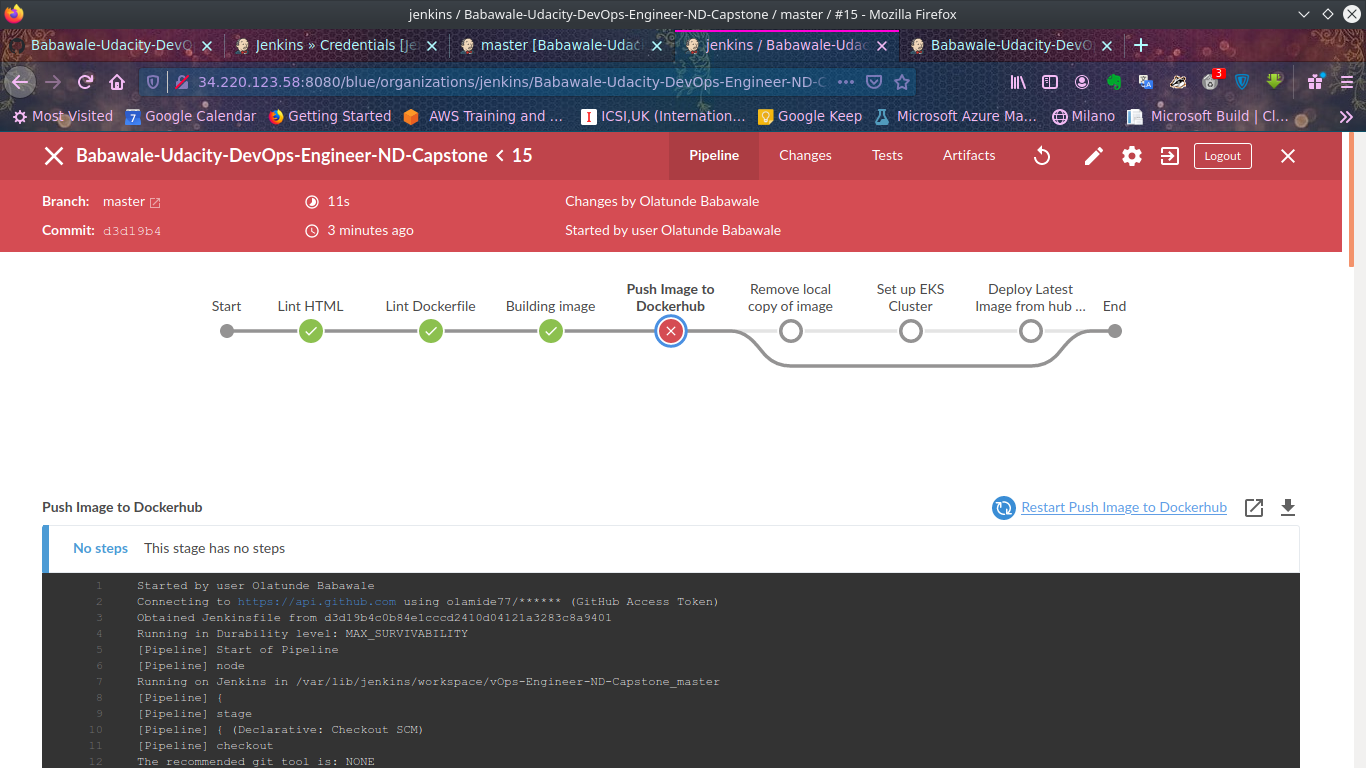 jenkins / Babawale-Udacity-DevOps-Engineer-ND-Capstone / master / #15 - Mozilla Firefox
Babawale-Udacity-DevO
Jenkins » Credentials [Je
master [Babawale-Udac
jenkins / Babawale-Udac
Babawale-Udacity-DevO
34.220.123.58:8080/blue/organizations/jenkins/Babawale-Udacity-DevOps-Engineer-ND-C
3
Most Visited
7 Google Calendar
Getting Started
AWS Training and ...
I ICSI,UK (Internation...
Google Keep
Microsoft Azure Ma...
Milano
Microsoft Build | Cl...
Babawale-Udacity-DevOps-Engineer-ND-Capstone < 15
Pipeline
Changes
Tests
Artifacts
Logout
Branch: master
11s
Changes by Olatunde Babawale
Commit: d3d19b4
3 minutes ago
Started by user Olatunde Babawale
Start
Lint HTML
Lint Dockerfile
Building image
Push Image to
Dockerhub
Remove local
copy of image
Set up EKS
Cluster
Deploy Latest
Image from hub ...
End
Push Image to Dockerhub
Restart Push Image to Dockerhub
No steps This stage has no steps
1 Started by user Olatunde Babawale
2 Connecting to https://api.github.com using olamide77/****** (GitHub Access Token)
3 Obtained Jenkinsfile from d3d19b4c0b84e1cccd2410d04121a3283c8a9401
4 Running in Durability level: MAX_SURVIVABILITY
5 [Pipeline] Start of Pipeline
6 [Pipeline] node
7 Running on Jenkins in /var/lib/jenkins/workspace/vOps-Engineer-ND-Capstone_master
8 [Pipeline] {
9 [Pipeline] stage
10 [Pipeline] { (Declarative: Checkout SCM)
11 [Pipeline] checkout
12 The recommended git tool is: NONE